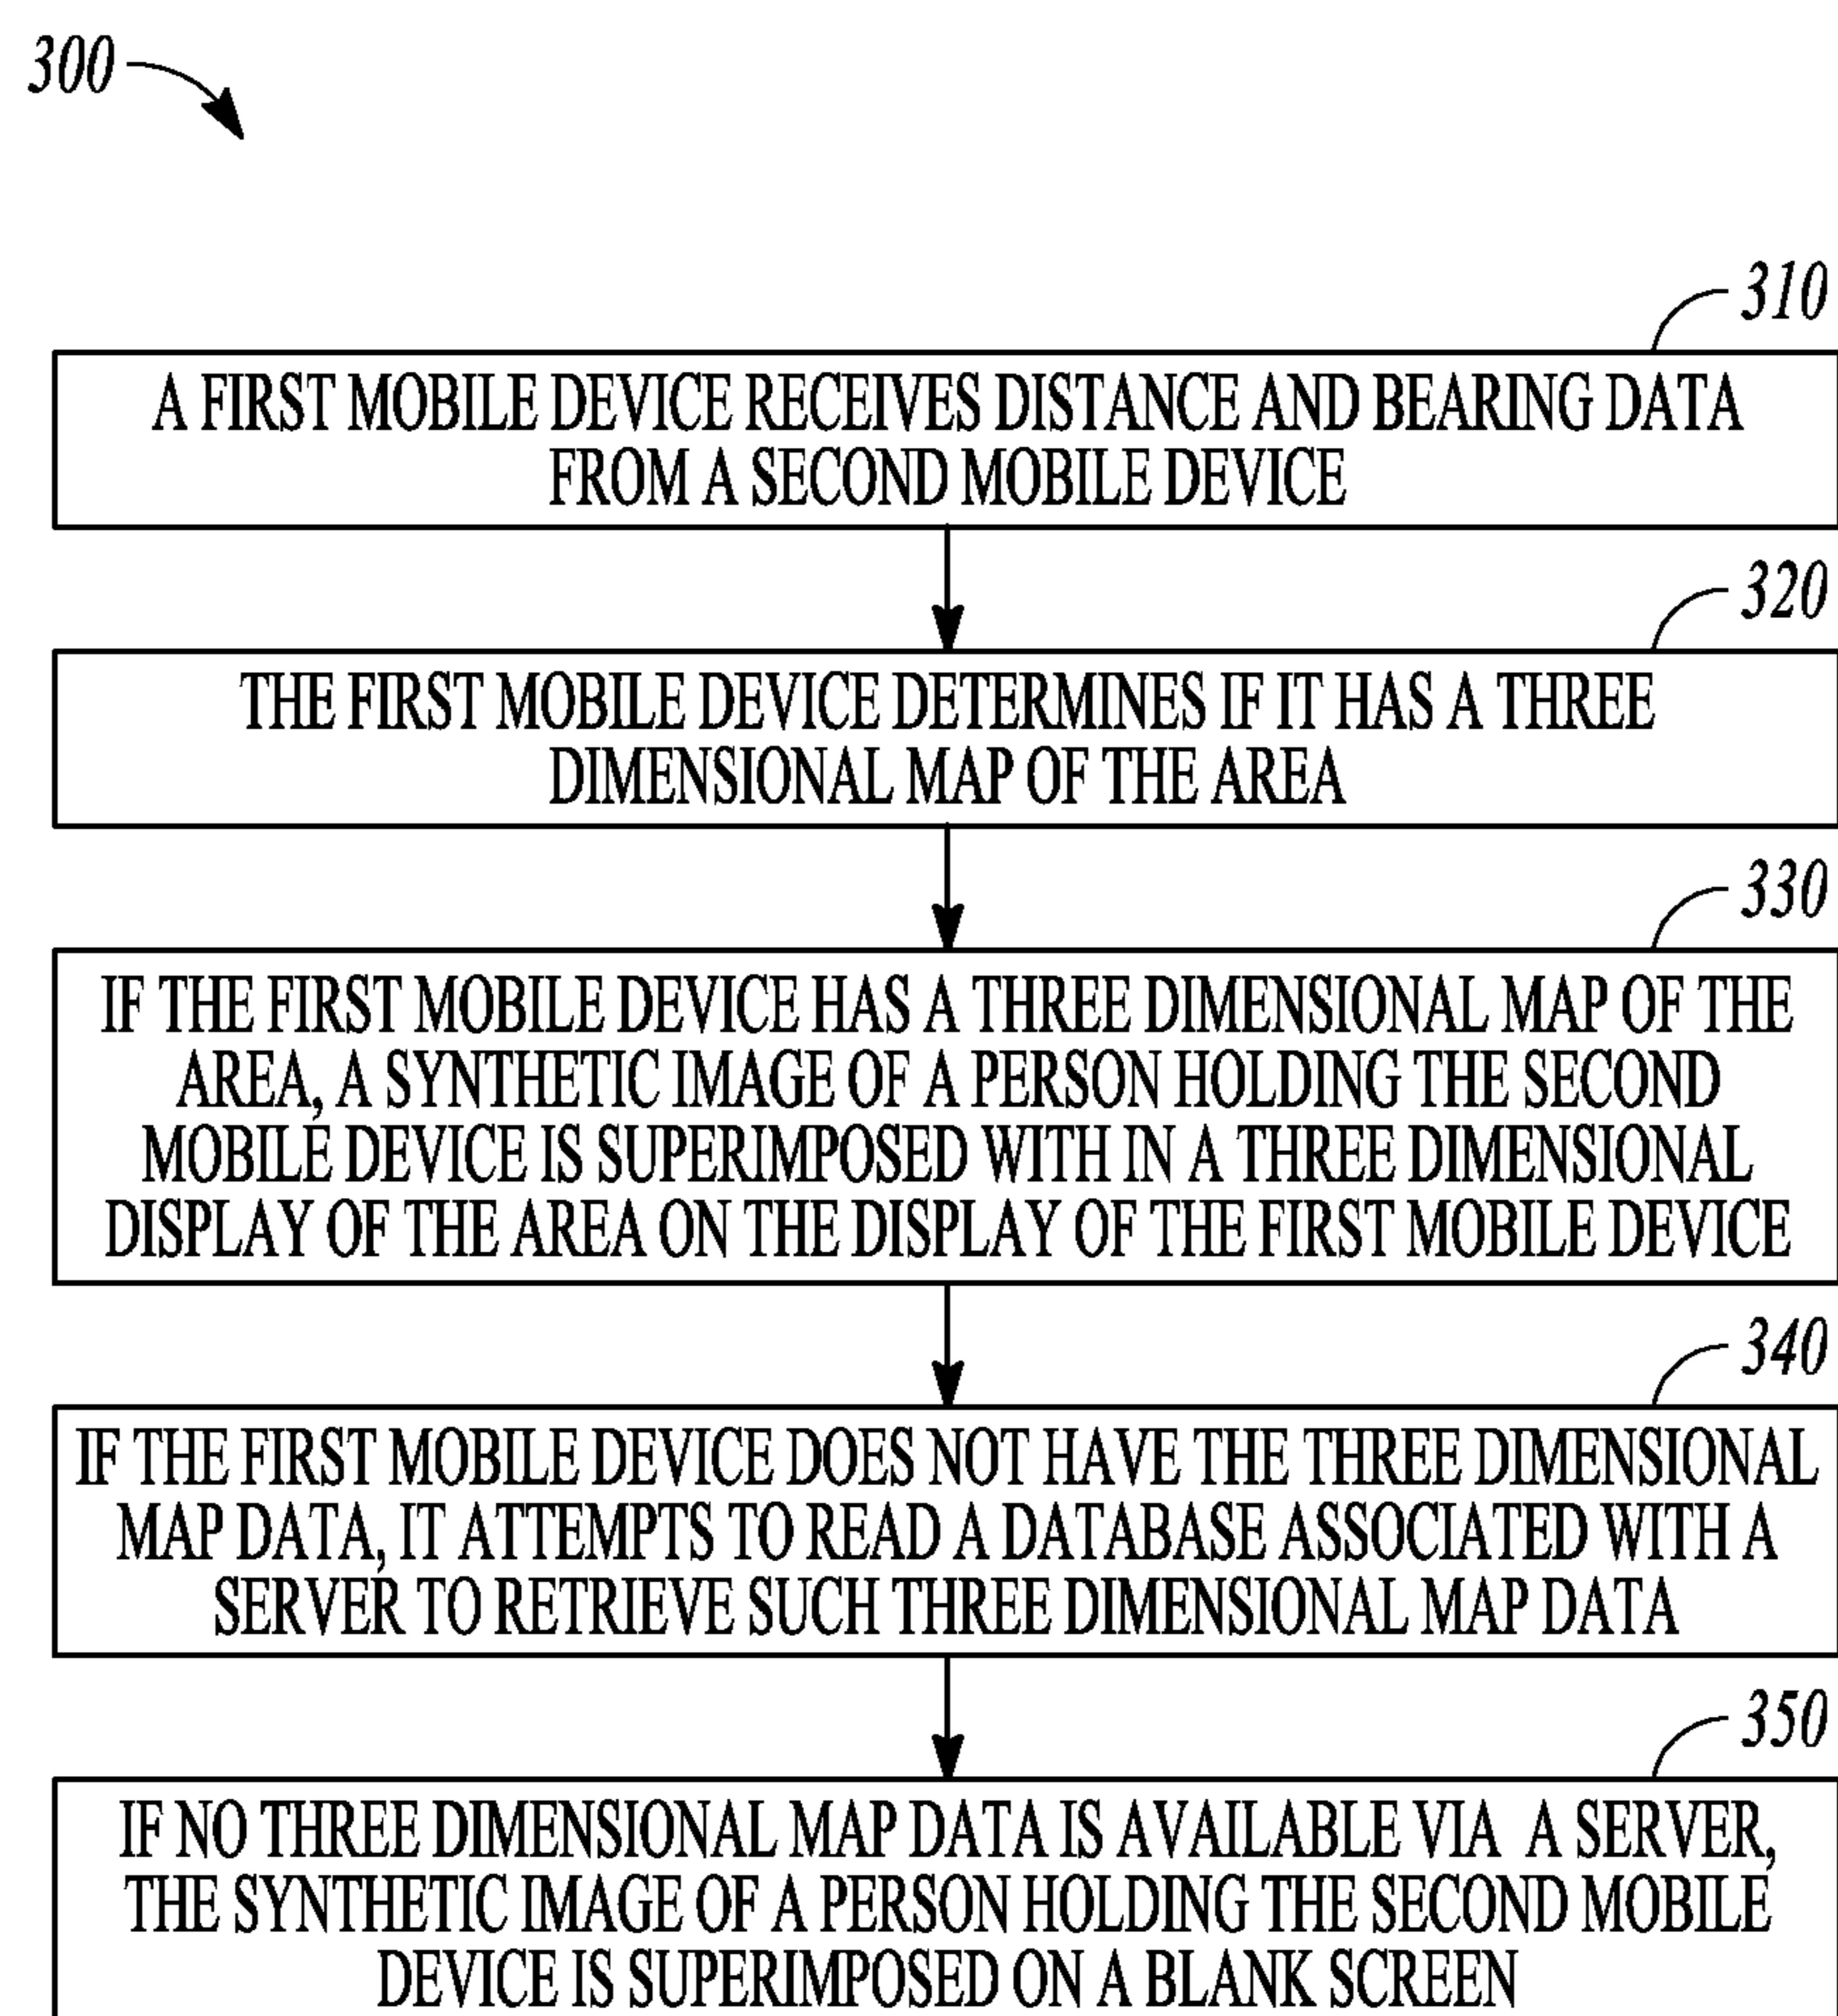 300
310
A FIRST MOBILE DEVICE RECEIVES DISTANCE AND BEARING DATA
FROM A SECOND MOBILE DEVICE
320
THE FIRST MOBILE DEVICE DETERMINES IF IT HAS A THREE
DIMENSIONAL MAP OF THE AREA
330
IF THE FIRST MOBILE DEVICE HAS A THREE DIMENSIONAL MAP OF THE
AREA, A SYNTHETIC IMAGE OF A PERSON HOLDING THE SECOND
MOBILE DEVICE IS SUPERIMPOSED WITH IN A THREE DIMENSIONAL
DISPLAY OF THE AREA ON THE DISPLAY OF THE FIRST MOBILE DEVICE
340
IF THE FIRST MOBILE DEVICE DOES NOT HAVE THE THREE DIMENSIONAL
MAP DATA, IT ATTEMPTS TO READ A DATABASE ASSOCIATED WITH A
SERVER TO RETRIEVE SUCH THREE DIMENSIONAL MAP DATA
350
IF NO THREE DIMENSIONAL MAP DATA IS AVAILABLE VIA A SERVER,
THE SYNTHETIC IMAGE OF A PERSON HOLDING THE SECOND MOBILE
DEVICE IS SUPERIMPOSED ON A BLANK SCREEN